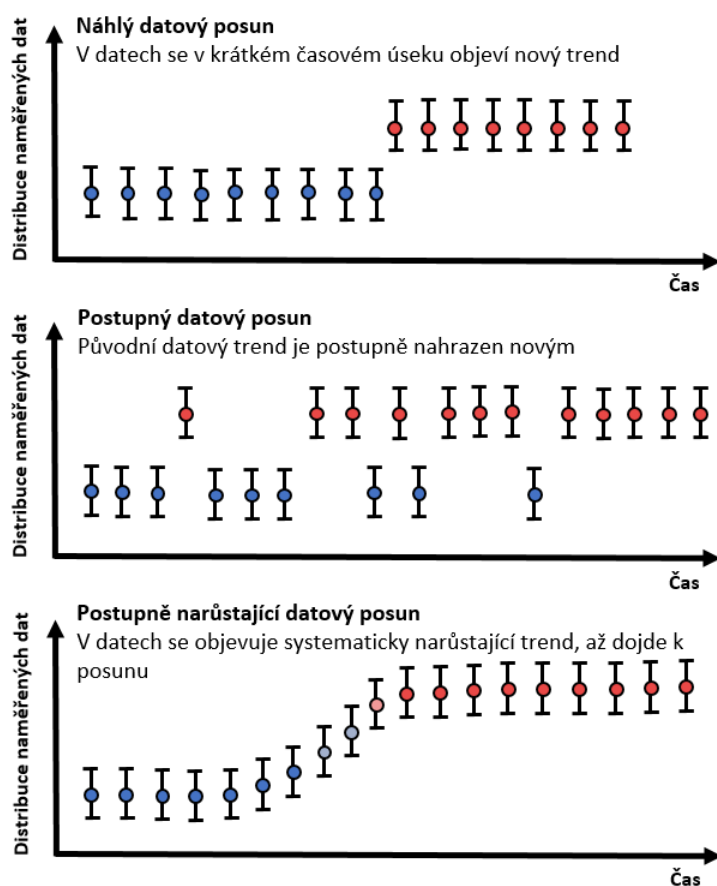 Náhlý datový posun
V datech se v krátkém časovém úseku objeví nový trend
Distribuce naměřených dat
Čas
Postupný datový posun
Původní datový trend je postupně nahrazen novým
Distribuce naměřených dat
Čas
Postupně narůstající datový posun
V datech se objevuje systematicky narůstající trend, až dojde k
posunu
Distribuce naměřených dat
Čas